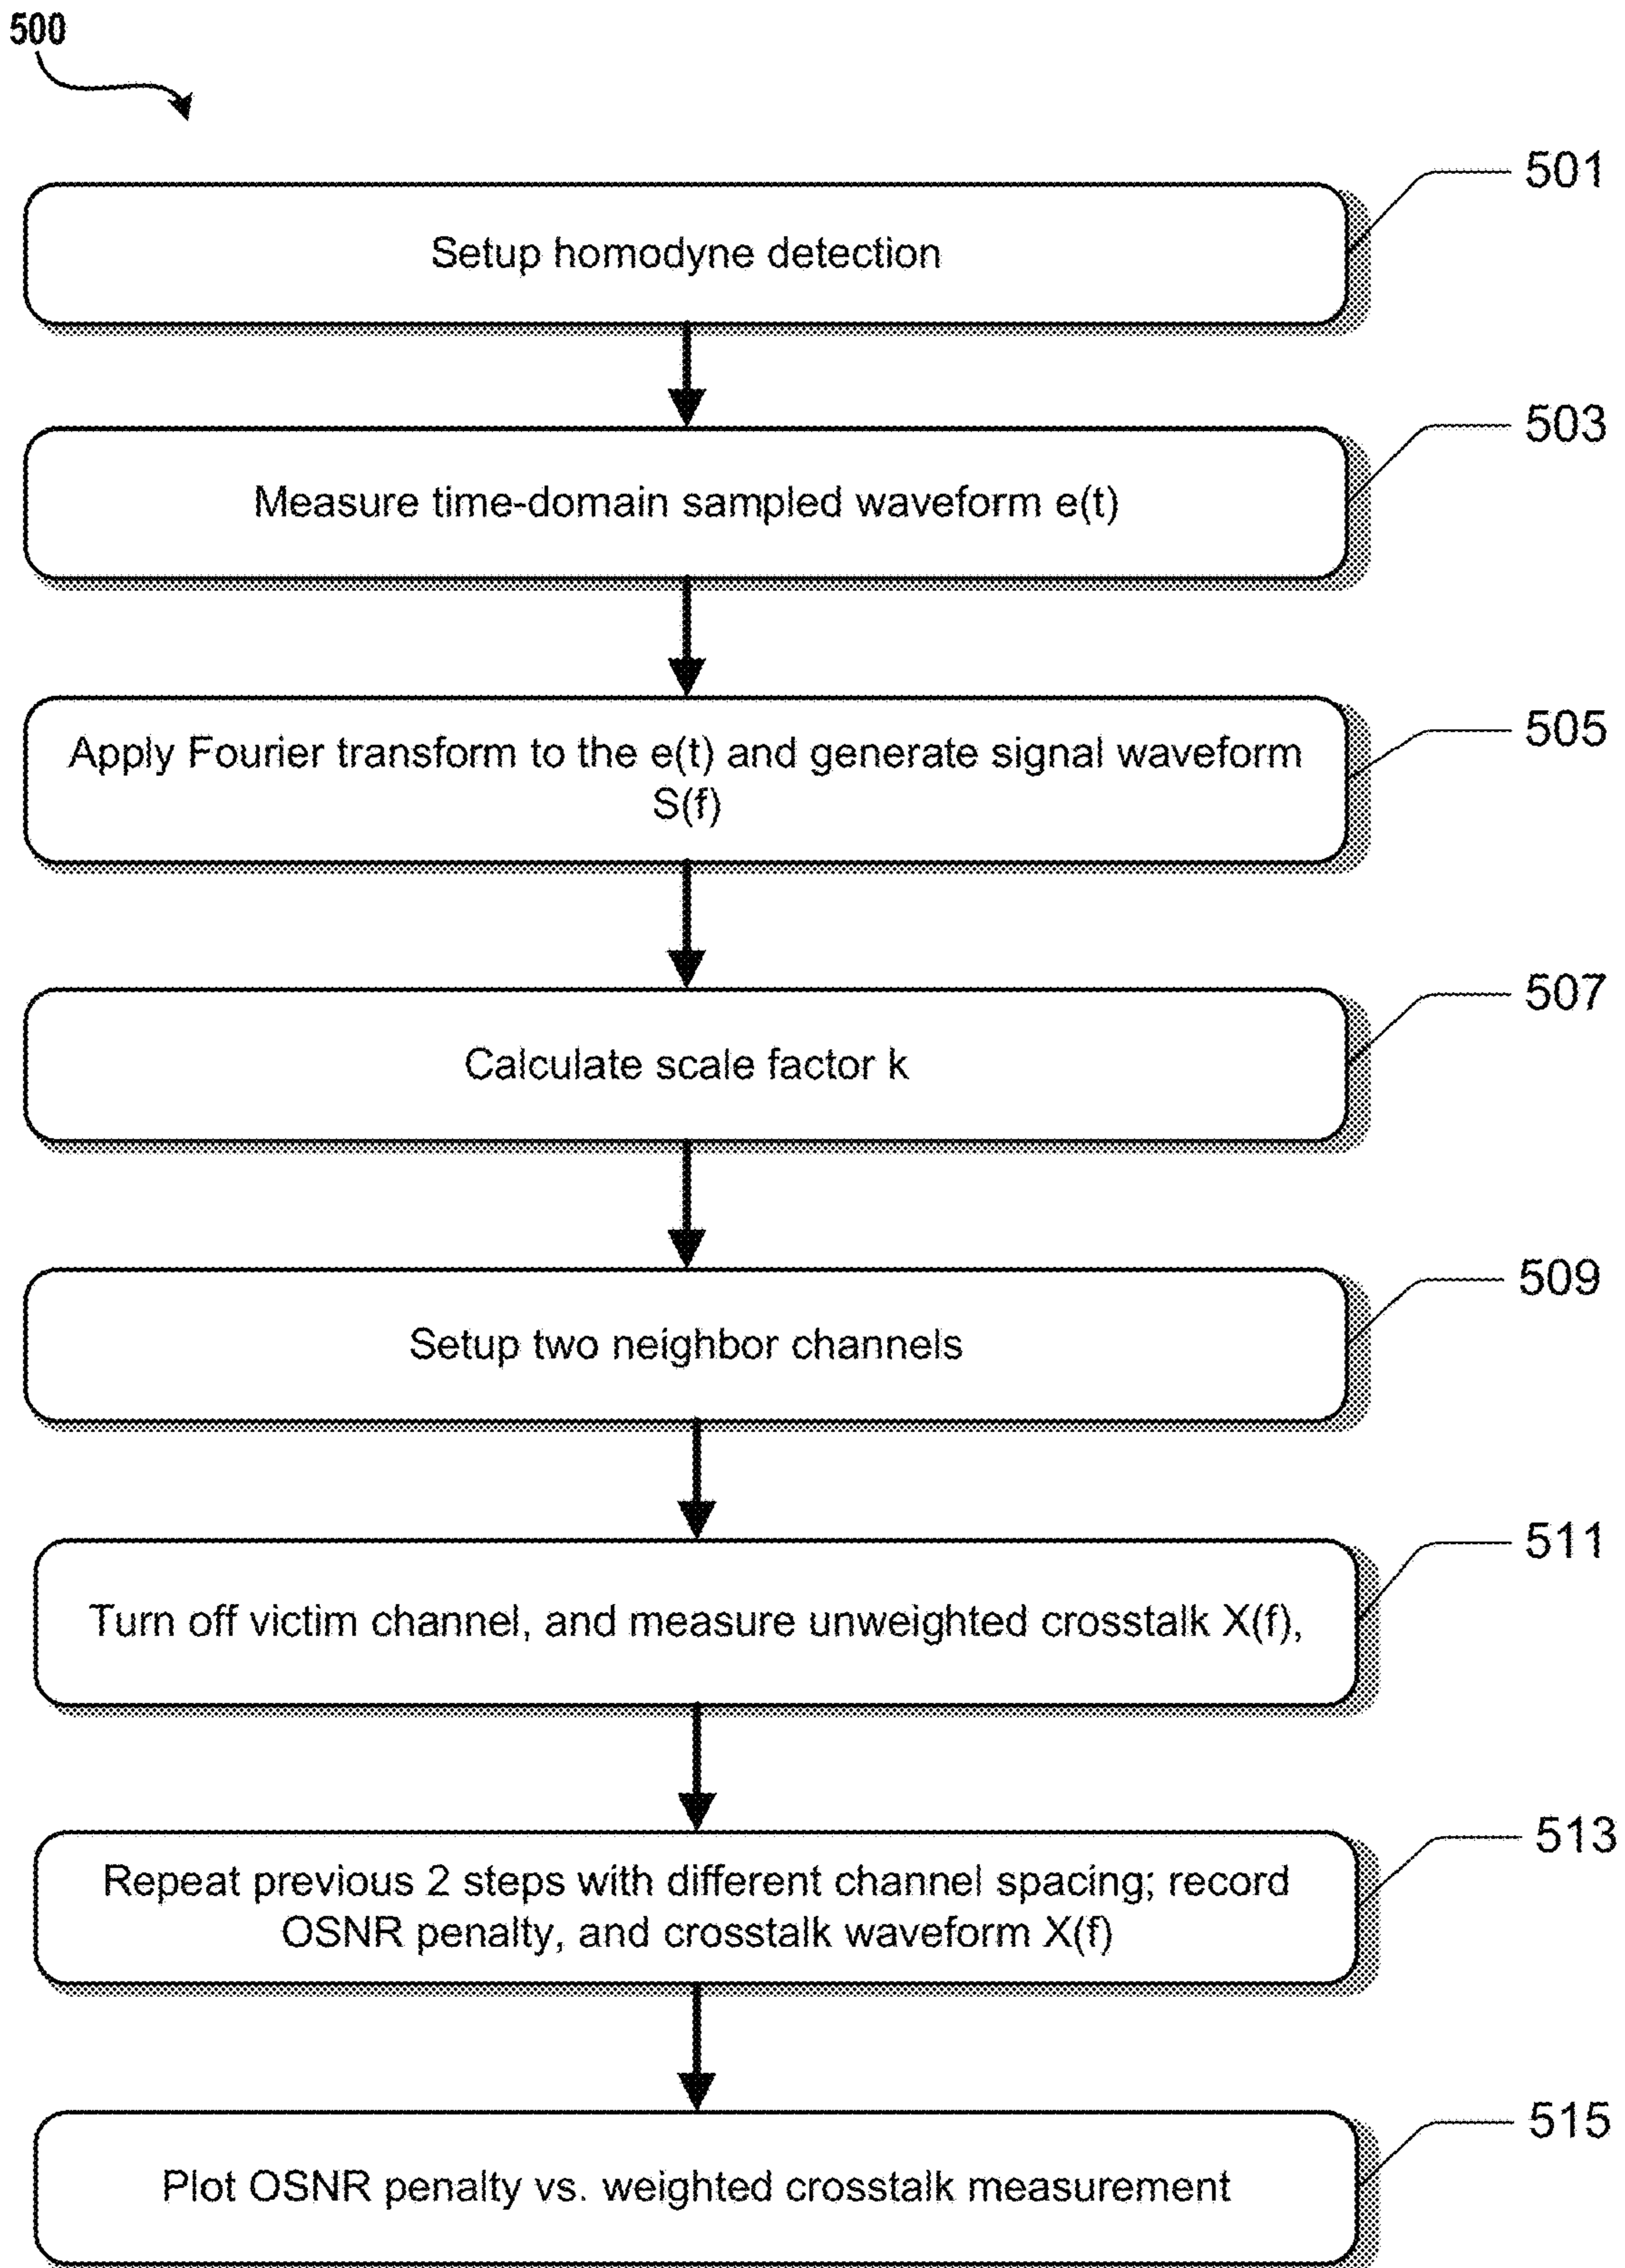 500
501
Setup homodyne detection
503
Measure time-domain sampled waveform e(t)
505
Apply Fourier transform to the e(t) and generate signal waveform
S(f)
507
Calculate scale factor k
509
Setup two neighbor channels
511
Turn off victim channel, and measure unweighted crosstalk X(f),
513
Repeat previous 2 steps with different channel spacing; record
OSNR penalty, and crosstalk waveform X(f)
515
Plot OSNR penalty vs. weighted crosstalk measurement